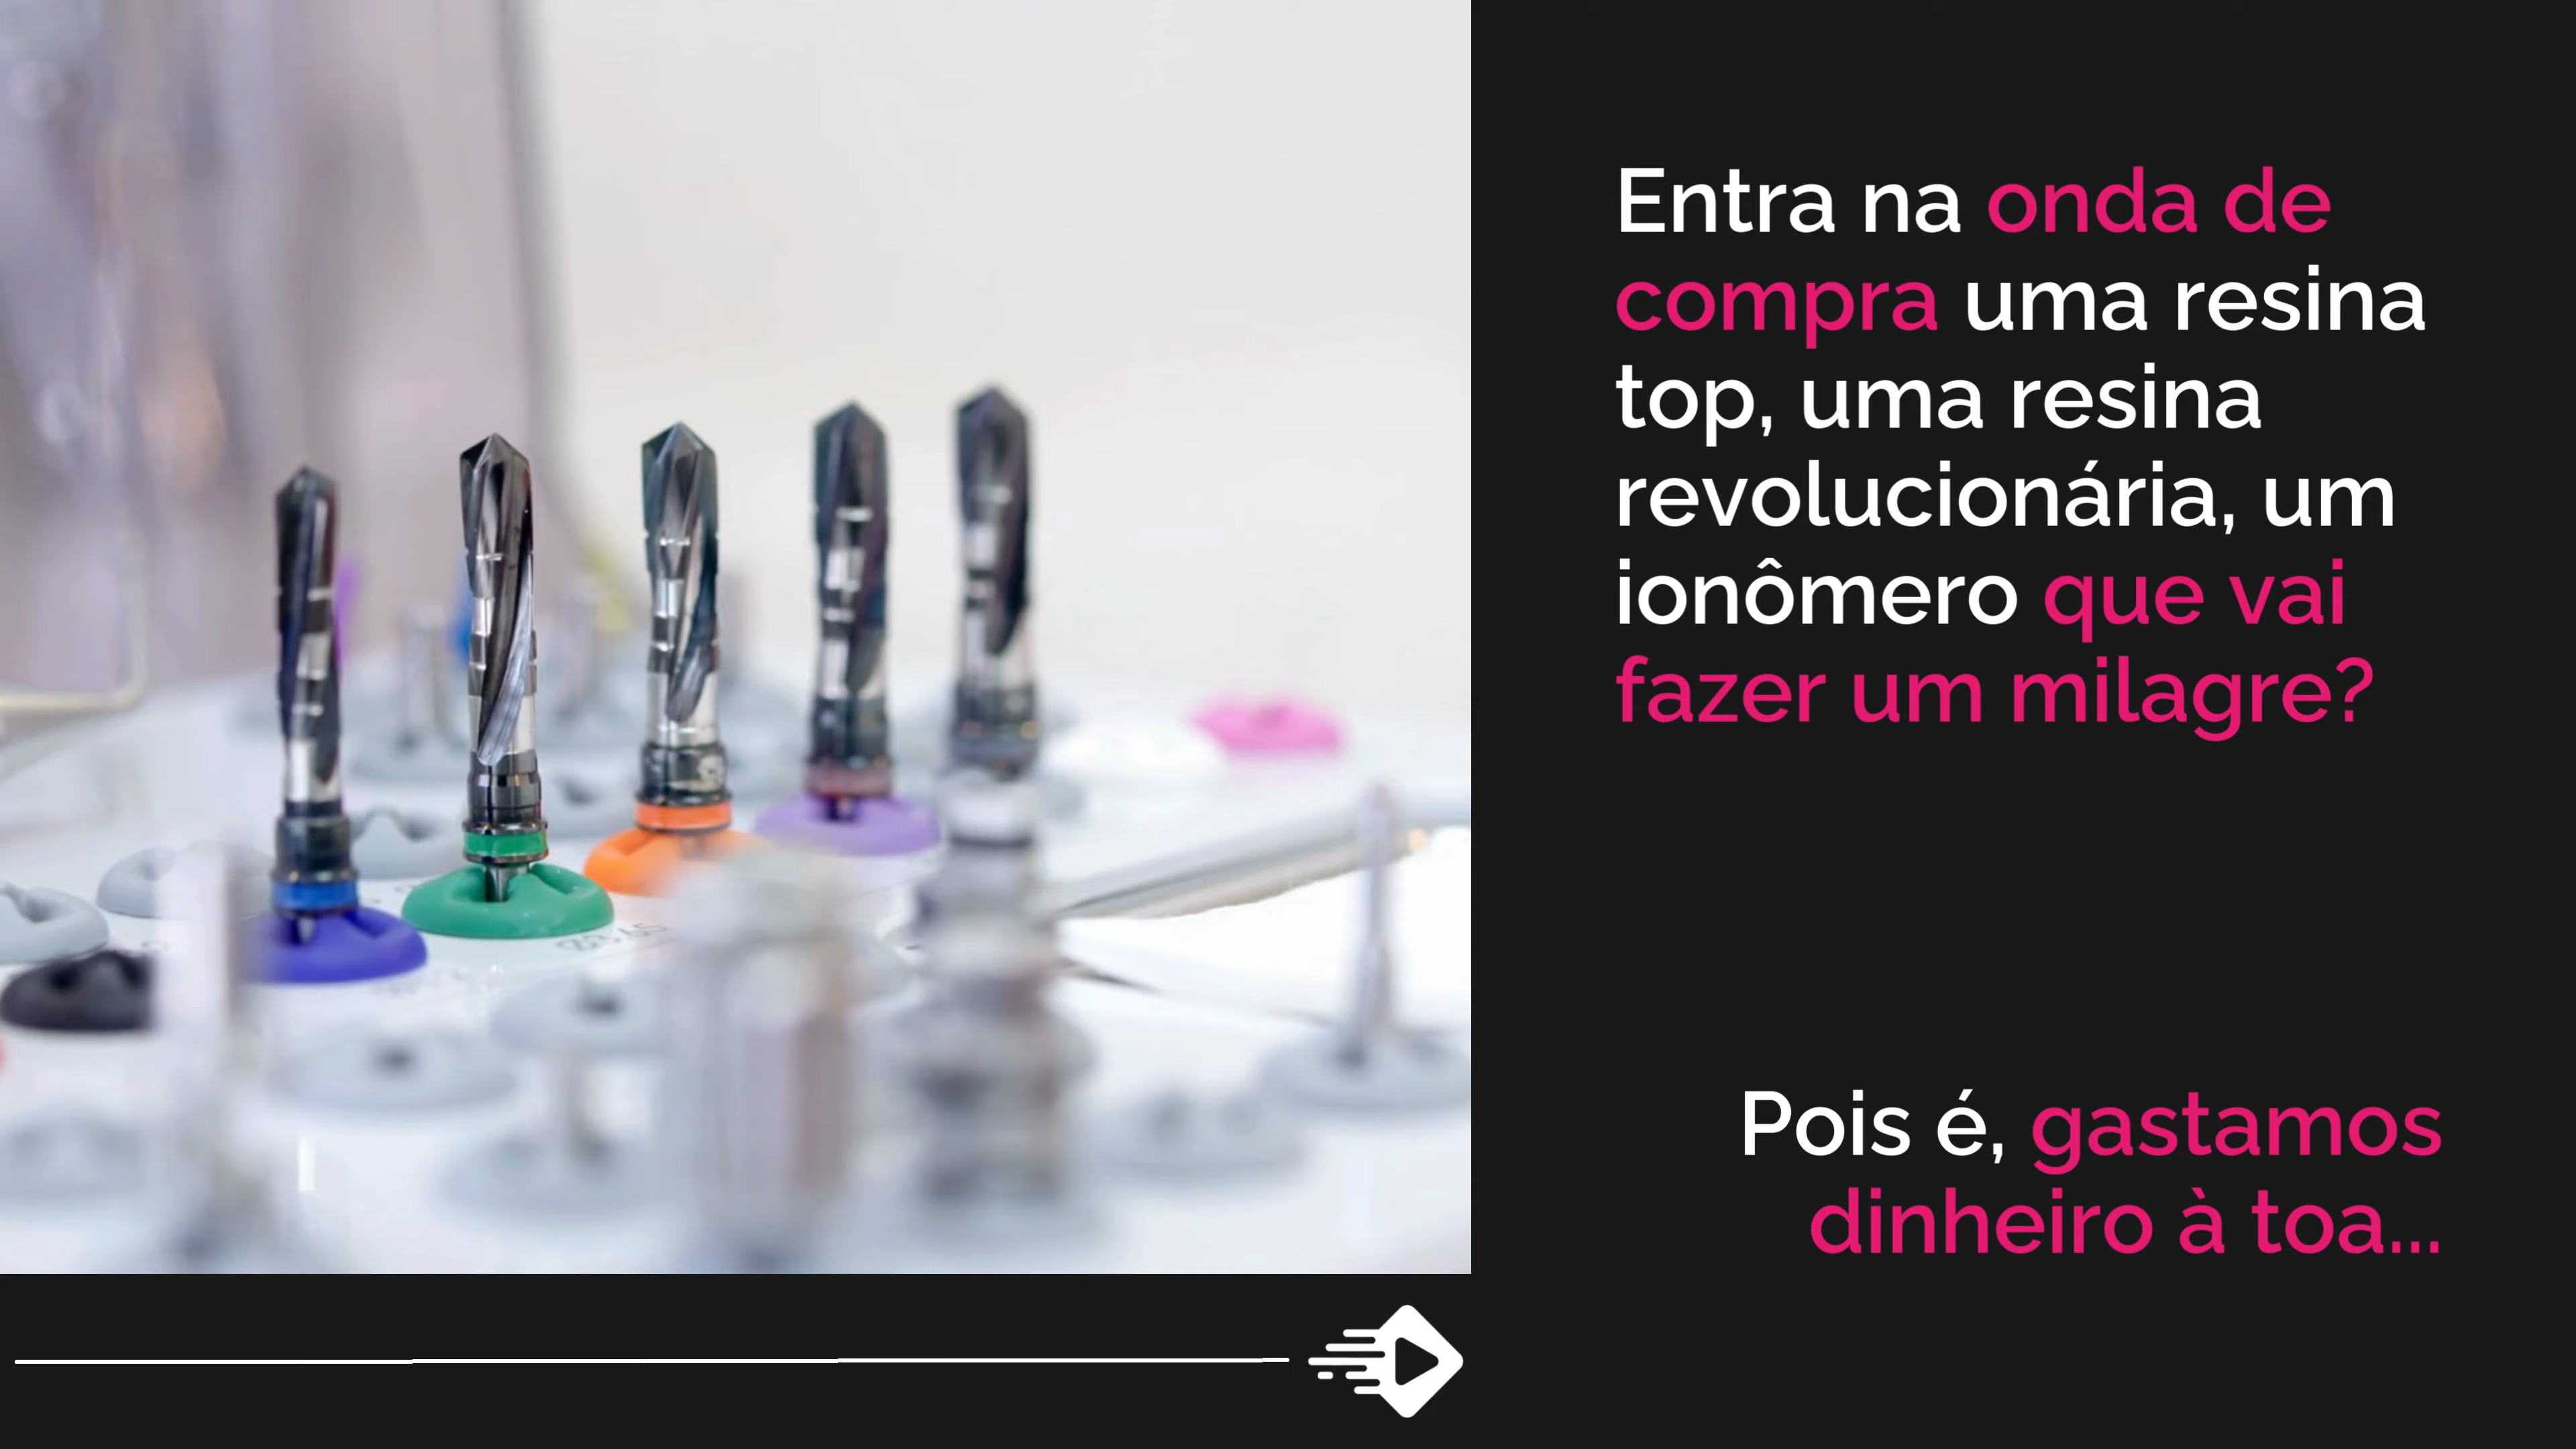 Entra na onda de
compra uma resina
top, uma resina
revolucionária, um
ionômero que vai
fazer um milagre?
Pois é, gastamos
dinheiro à toa...